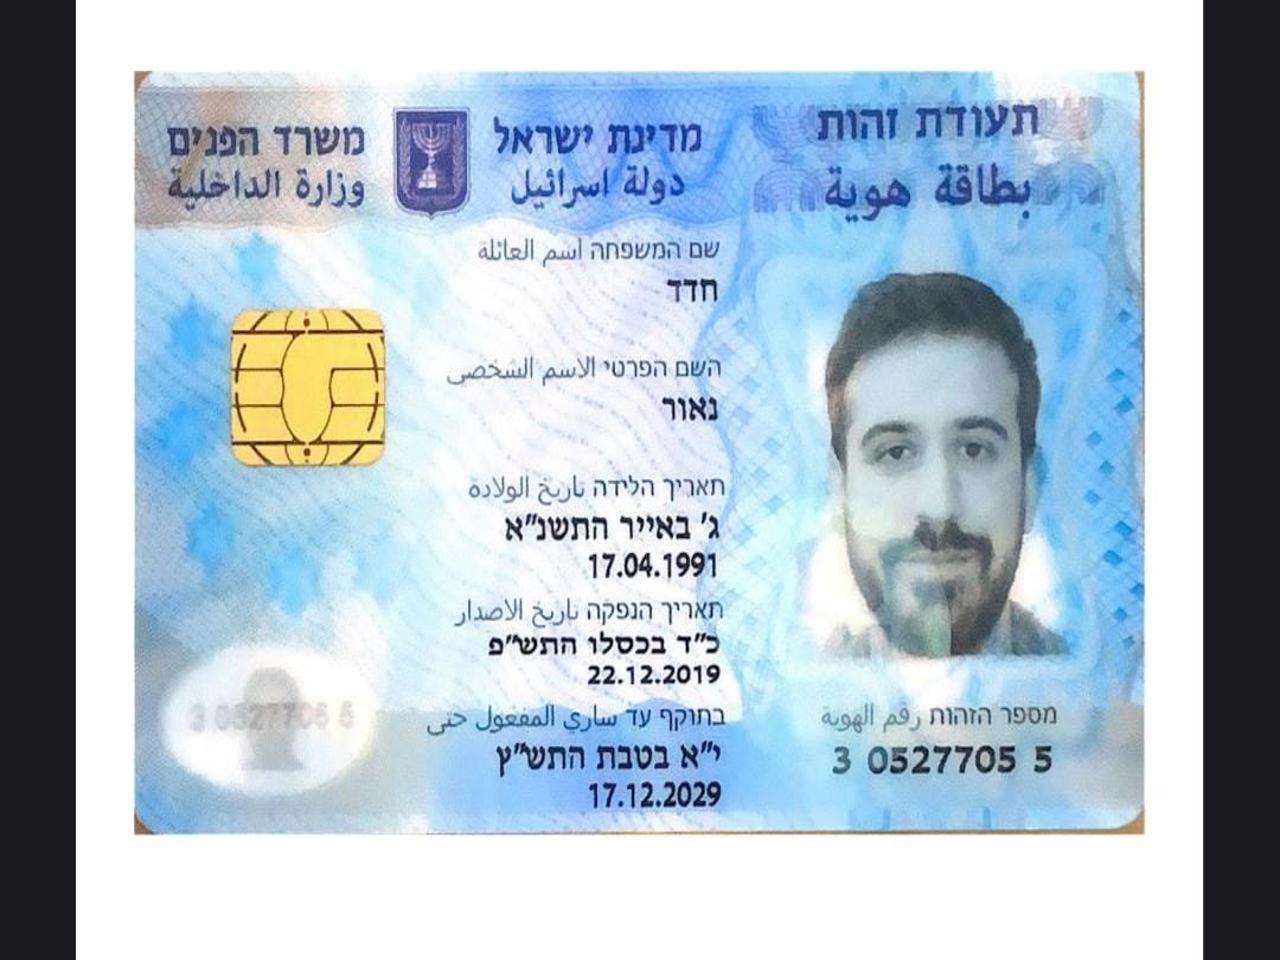 תעודת זהות
بطاقة هوية
מדינת ישראל
دولة اسرائيل
משרד הפנים
وزارة الداخلية
שם המשפחה اسم العائلة
חדד
השם הפרטי الاسم الشخصي
נאור
תאריך הלידה تاريخ الولادة
ג' באייר התשנ"א
17.04.1991
תאריך הנפקה تاريخ الاصدار
כ"ד בכסלו התש"פ
22.12.2019
בתוקף עד ساري المفعول حتى
י"א בטבת התש"ץ
17.12.2029
מספר הזהות رقم الهوية
3 0527705 5